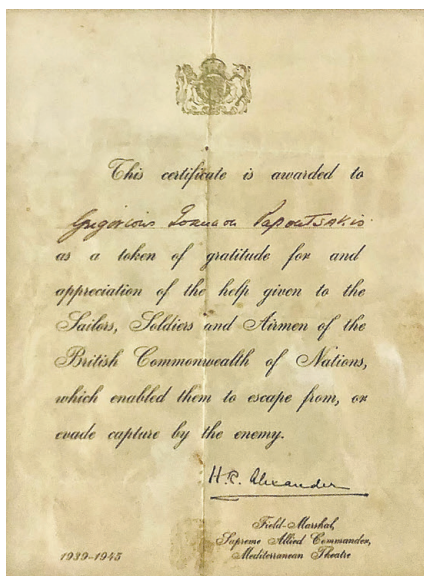 This certificate is awarded to
Papoutsakis
as a token of gratitude for and
appreciation of the help given to the
Sailors, Soldiers and Airmen of the
British Commonwealth of Nations,
which enabled them to escape from, or
evade capture by the enemy.
H.R. Alexander
Field-Marshal,
Supreme Allied Commander,
Mediterranean Theatre
1939-1945